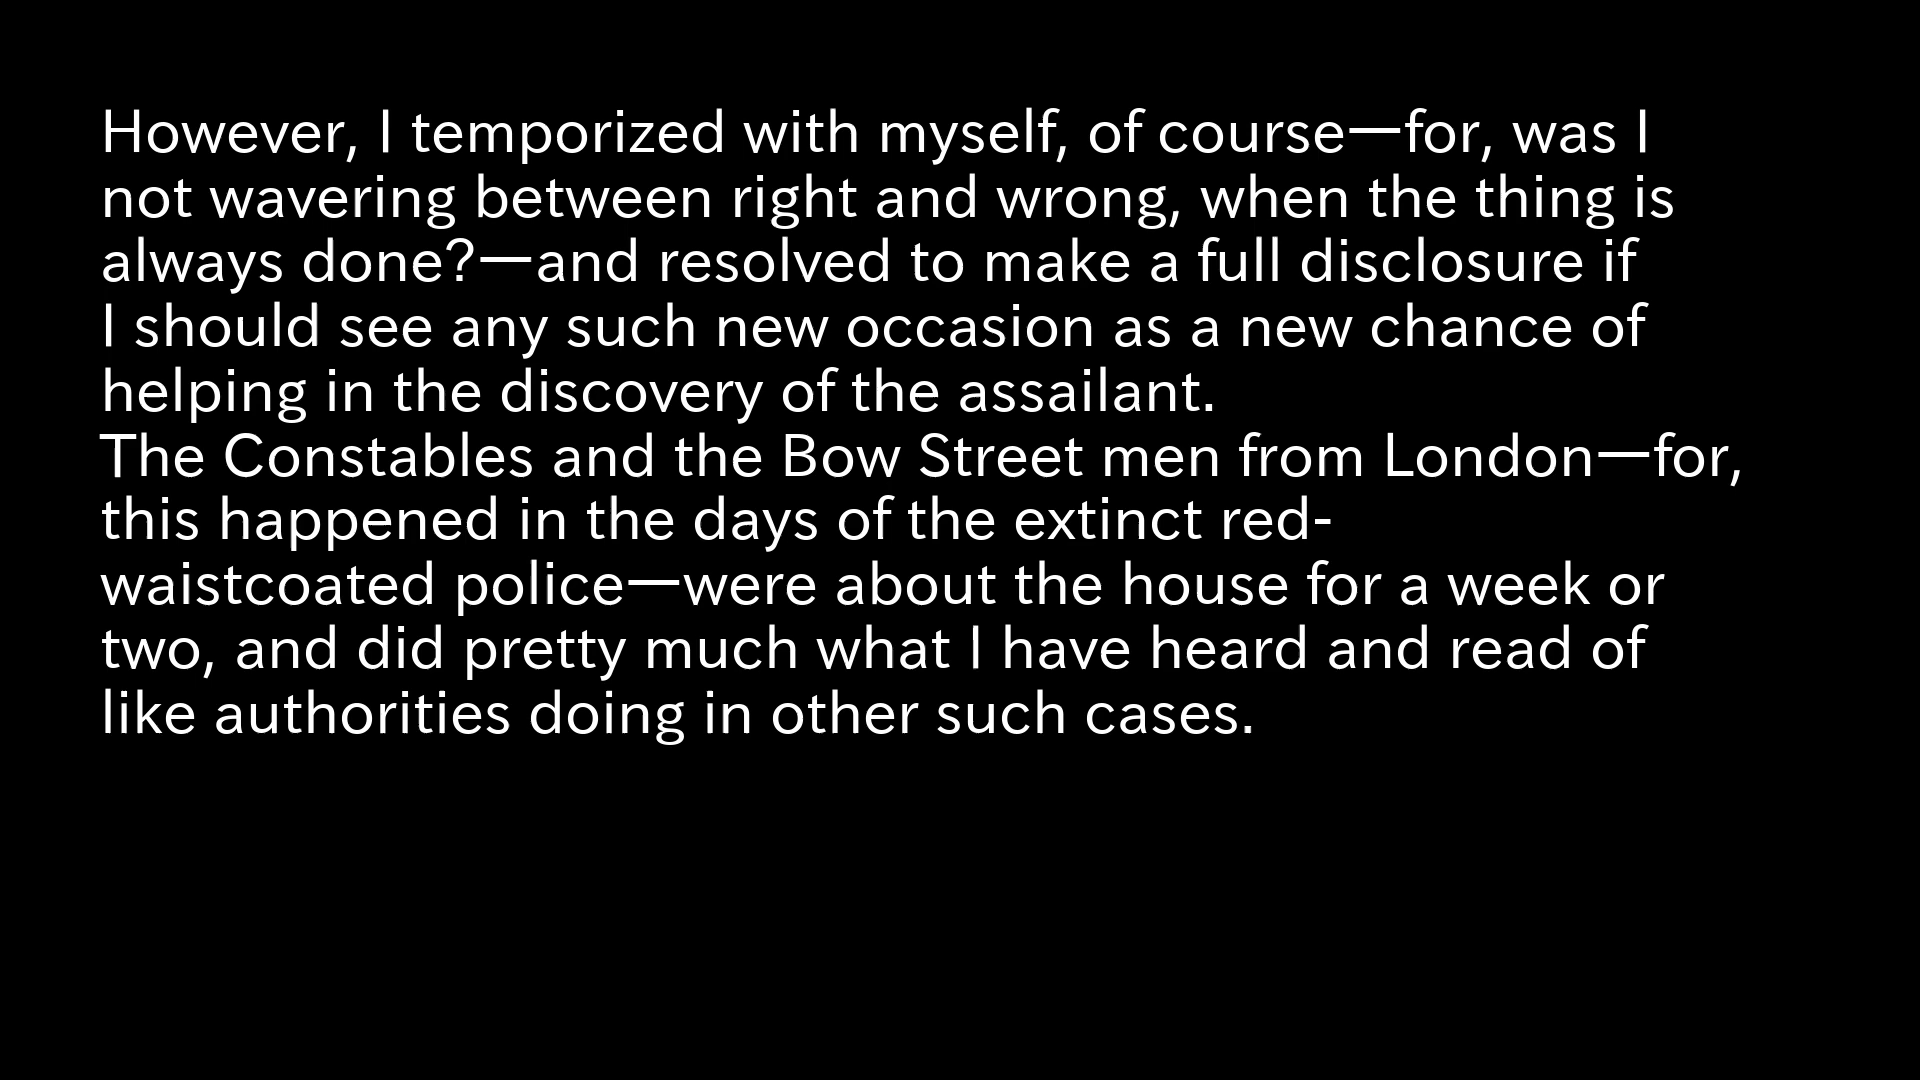 However, I temporized with myself, of course—for, was I
not wavering between right and wrong, when the thing is
always done?—and resolved to make a full disclosure if
I should see any such new occasion as a new chance of
helping in the discovery of the assailant.
The Constables and the Bow Street men from London—for,
this happened in the days of the extinct red-
waistcoated police—were about the house for a week or
two, and did pretty much what I have heard and read of
like authorities doing in other such cases.